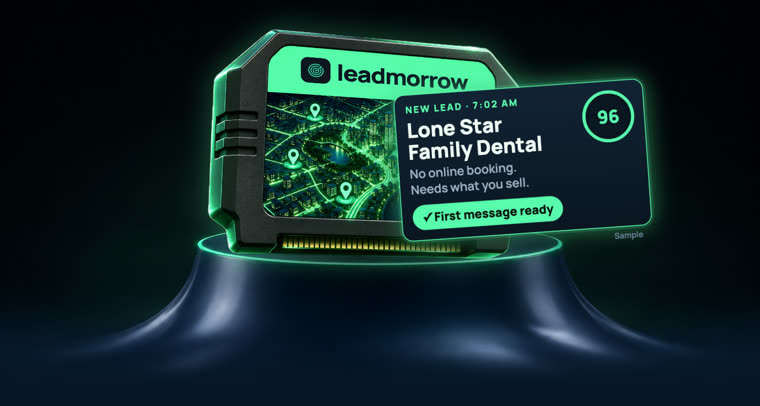 leadmorrow
NEW LEAD · 7:02 AM
96
Lone Star
Family Dental
No online booking.
Needs what you sell.
✓First message ready
Sample